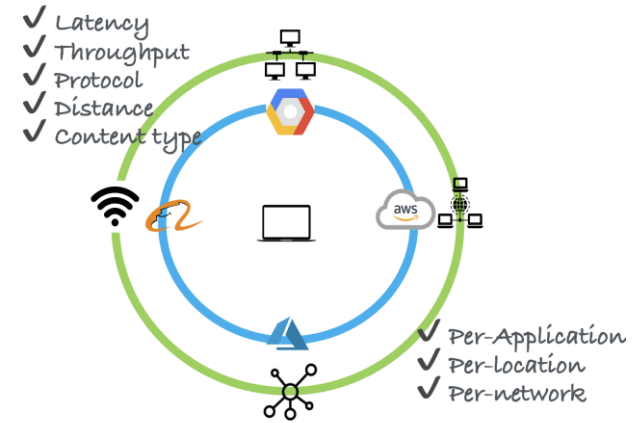 Latency
Throughput
Protocol
Distance
Content type
aws
Per-Application
Per-location
Per-network